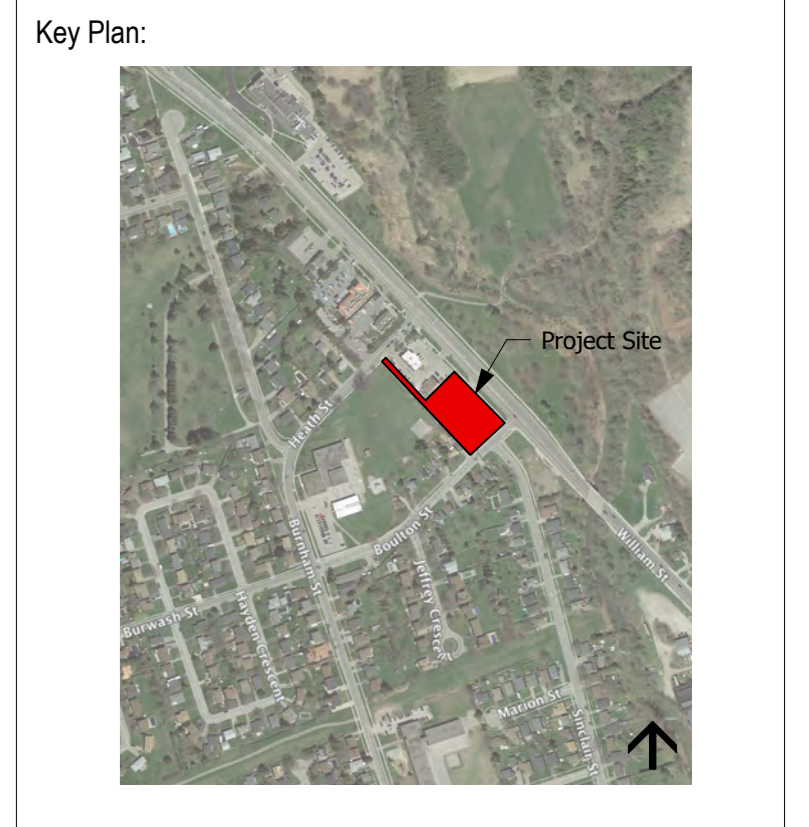 Key Plan:
Project Site
Heath St
William St.
Boulton St
Burnham St
Jeffrey Crescent
Burwash St
Hayden Crescent
Marion St
Sinclair St.